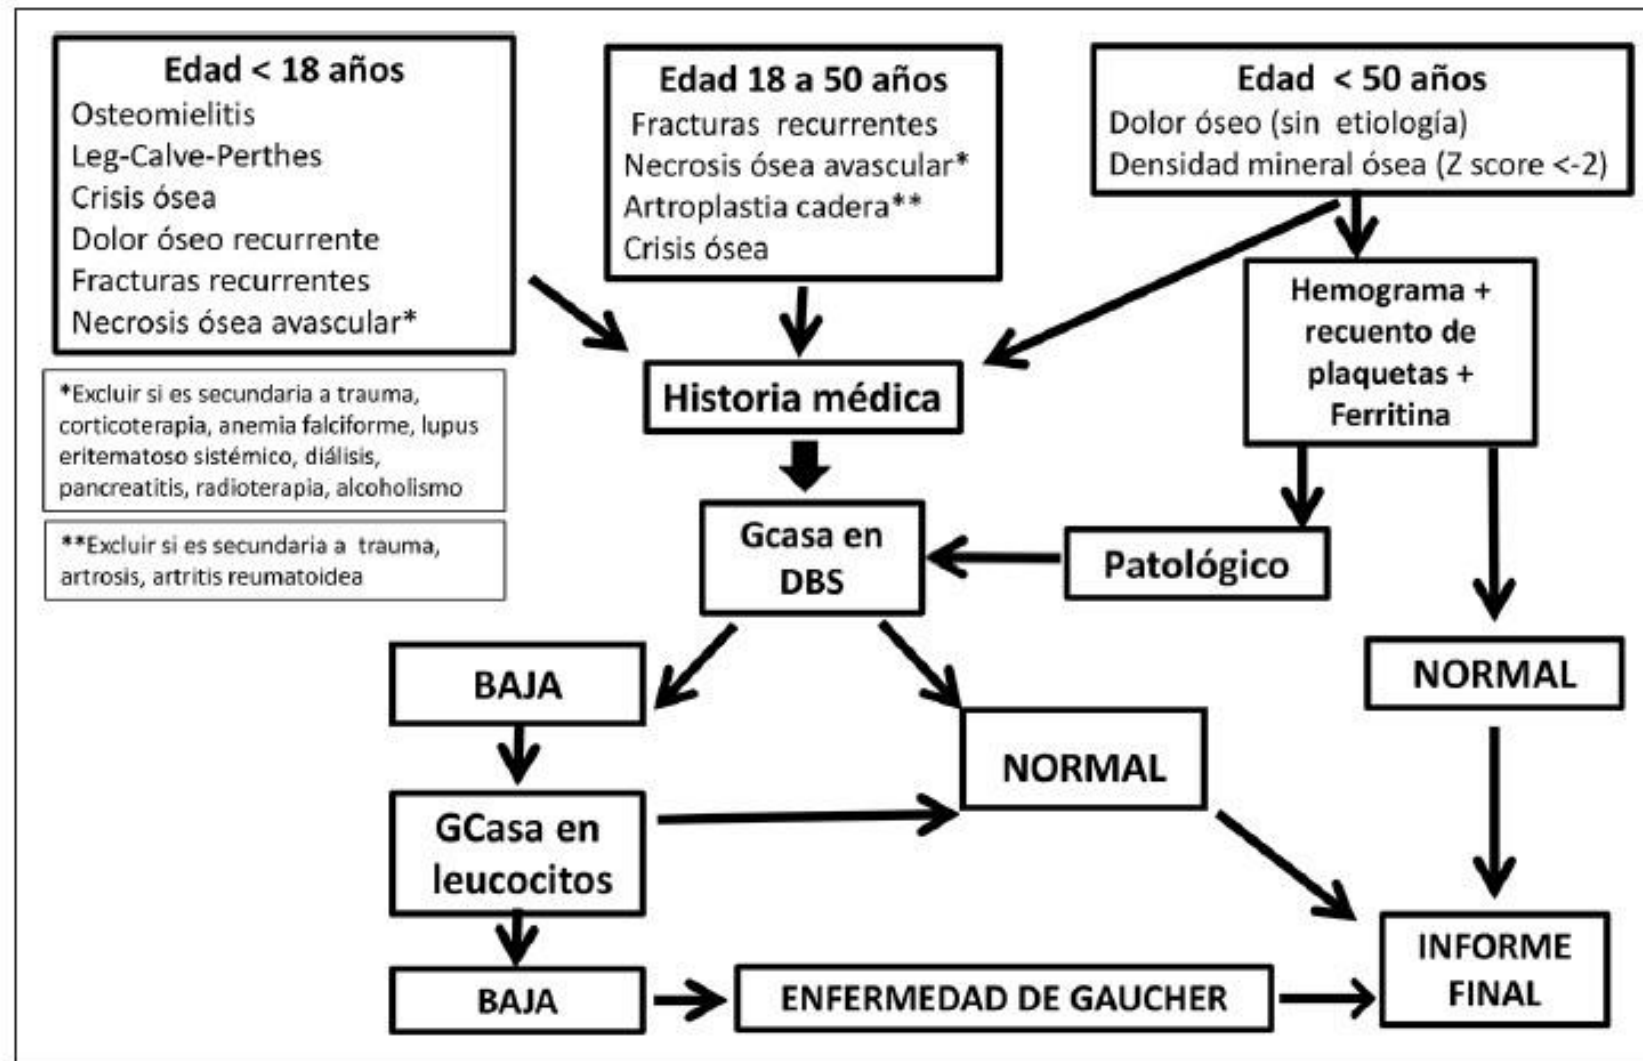 Edad < 18 años
Osteomielitis
Leg-Calve-Perthes
Crisis ósea
Dolor óseo recurrente
Fracturas recurrentes
Necrosis ósea avascular*
Edad 18 a 50 años
Fracturas recurrentes
Necrosis ósea avascular*
Artroplastia cadera**
Crisis ósea
Edad < 50 años
Dolor óseo (sin etiología)
Densidad mineral ósea (Z score <-2)
*Excluir si es secundaria a trauma,
corticoterapia, anemia falciforme, lupus
eritematoso sistémico, diálisis,
pancreatitis, radioterapia, alcoholismo
**Excluir si es secundaria a trauma,
artrosis, artritis reumatoidea
Historia médica
Hemograma +
recuento de
plaquetas +
Ferritina
Gcasa en
DBS
Patológico
NORMAL
BAJA
NORMAL
GCasa en
leucocitos
BAJA
ENFERMEDAD DE GAUCHER
INFORME
FINAL